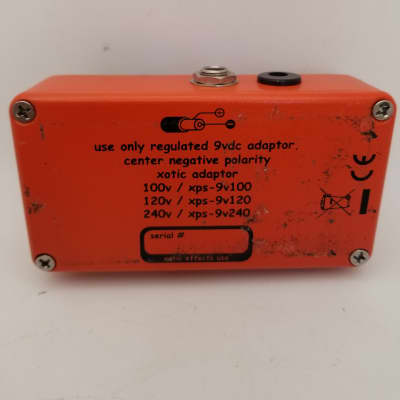 use only regulated 9vdc adaptor.
center negative polarity
xotic adaptor
100v / xps-9v100
120v / xps-9v120
240v / xps-9v240
serial #
xotic effects usa
CE